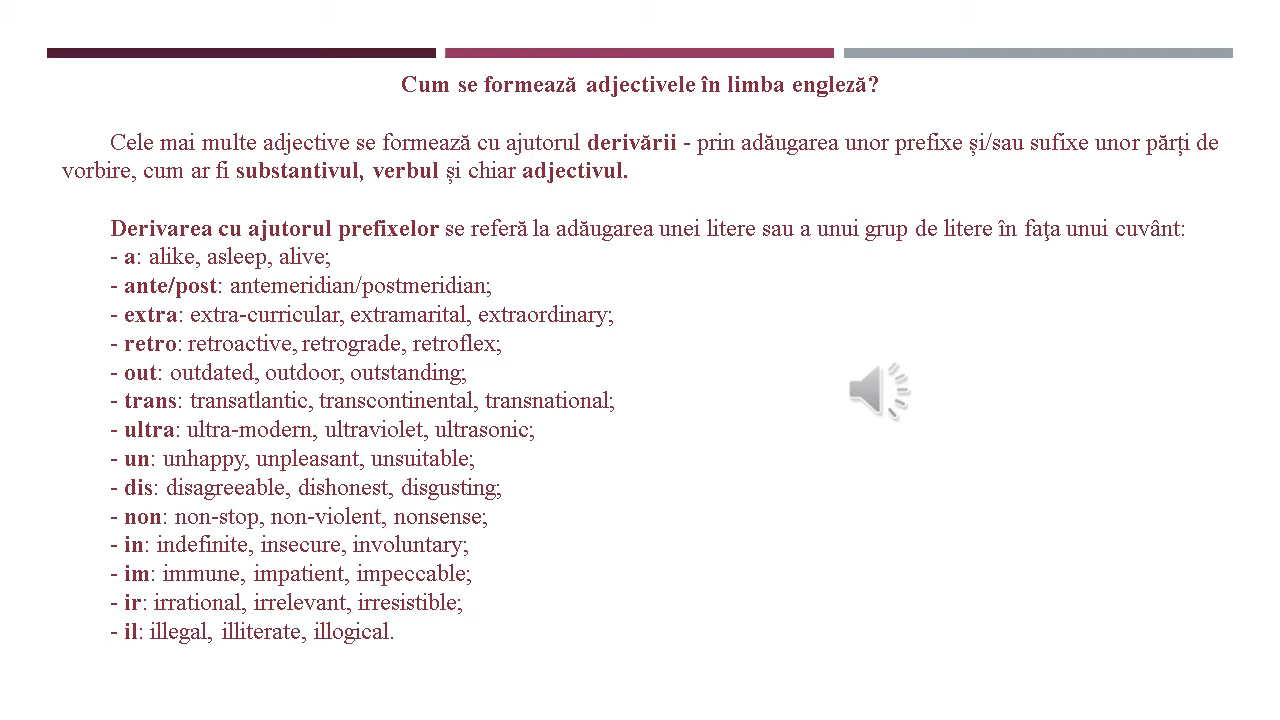 Cum se formează adjectivele în limba engleză?
Cele mai multe adjective se formează cu ajutorul derivării - prin adăugarea unor prefixe și/sau sufixe unor părți de
vorbire, cum ar fi substantivul, verbul și chiar adjectivul.
Derivarea cu ajutorul prefixelor se referă la adăugarea unei litere sau a unui grup de litere în faţa unui cuvânt:
- a: alike, asleep, alive;
- ante/post: antemeridian/postmeridian;
- extra: extra-curricular, extramarital, extraordinary;
- retro: retroactive, retrograde, retroflex;
- out: outdated, outdoor, outstanding;
- trans: transatlantic, transcontinental, transnational;
- ultra: ultra-modern, ultraviolet, ultrasonic;
- un: unhappy, unpleasant, unsuitable;
- dis: disagreeable, dishonest, disgusting;
- non: non-stop, non-violent, nonsense;
- in: indefinite, insecure, involuntary;
- im: immune, impatient, impeccable;
- ir: irrational, irrelevant, irresistible;
- il: illegal, illiterate, illogical.